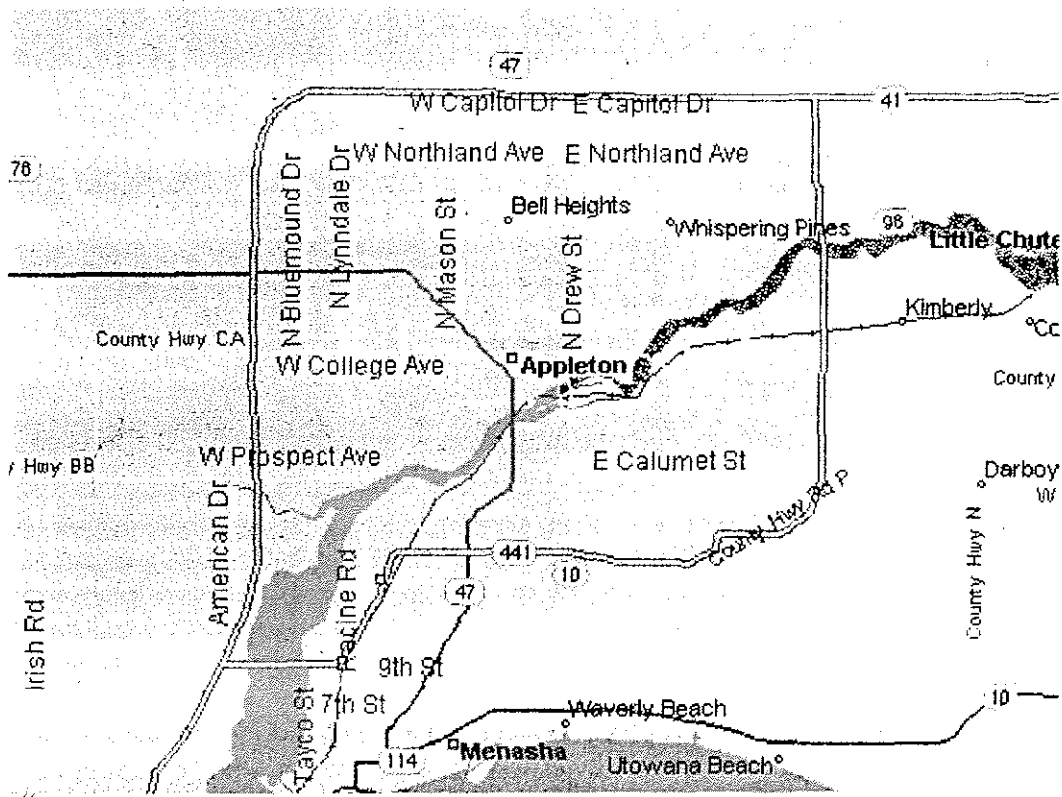 47
W Capitol Dr E Capitol Dr
41
W Northland Ave E Northland Ave
76
N Bluemound Dr
N Lynndale Dr
N Mason St
Bell Heights
Whispering Pines
96
Little Chute
N Drew St
Kimberly
Co
County Hwy CA
W College Ave
Appleton
County
W Prospect Ave
y Hwy BB
E Calumet St
Darboy
W
County Hwy Rd P
American Dr
441
10
47
County Hwy N
Racine Rd
Irish Rd
9th St
7th St
Tayco St
10
Waverly Beach
Menasha
114
Utowana Beach